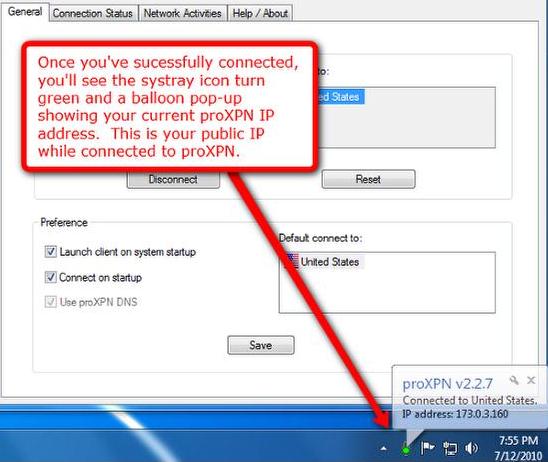 General
Connection Status
Network Activities
Help / About
Once you've sucessfully connected,
you'll see the systray icon turn
green and a balloon pop-up
showing your current proXPN IP
address. This is your public IP
while connected to proXPN.
to:
States
Disconnect
Reset
Preference
Launch client on system startup
Connect on startup
Use proXPN DNS
Default connect to:
United States
Save
proXPN v2.2.7
Connected to United States.
IP address: 173.0.3.160
7:55 PM
7/12/2010